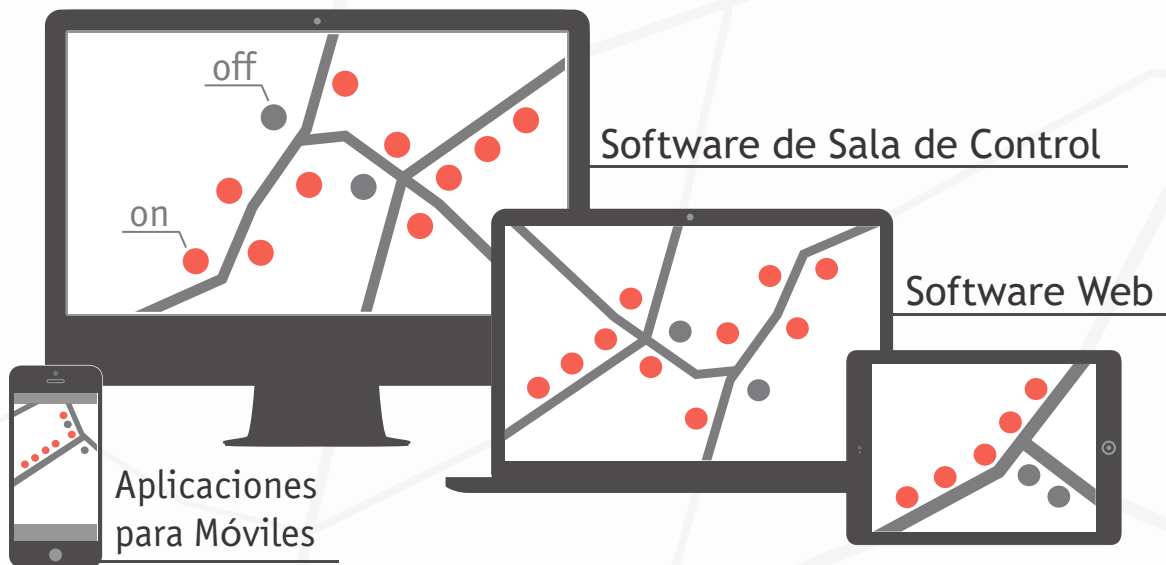 off
Software de Sala de Control
on
Software Web
Aplicaciones
para Móviles